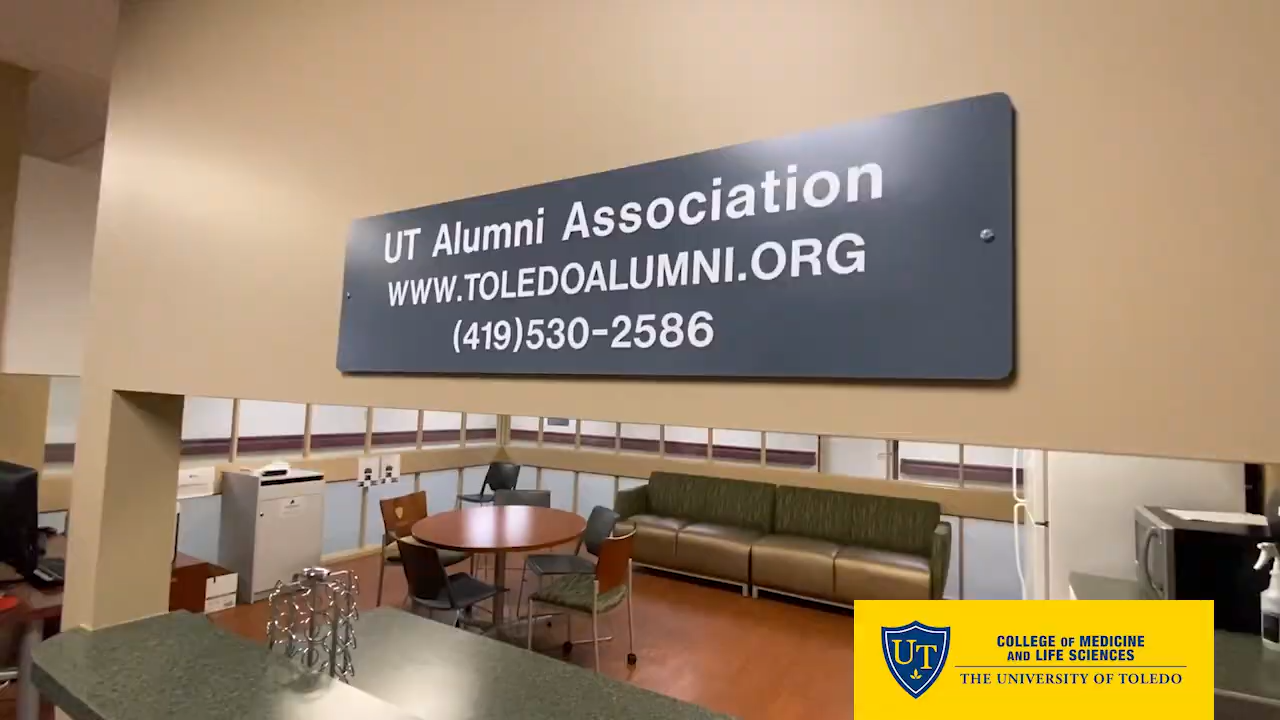 UT Alumni Association
WWW.TOLEDOALUMNI.ORG
(419)530-2586
UT
COLLEGE OF MEDICINE
AND LIFE SCIENCES
THE UNIVERSITY OF TOLEDO